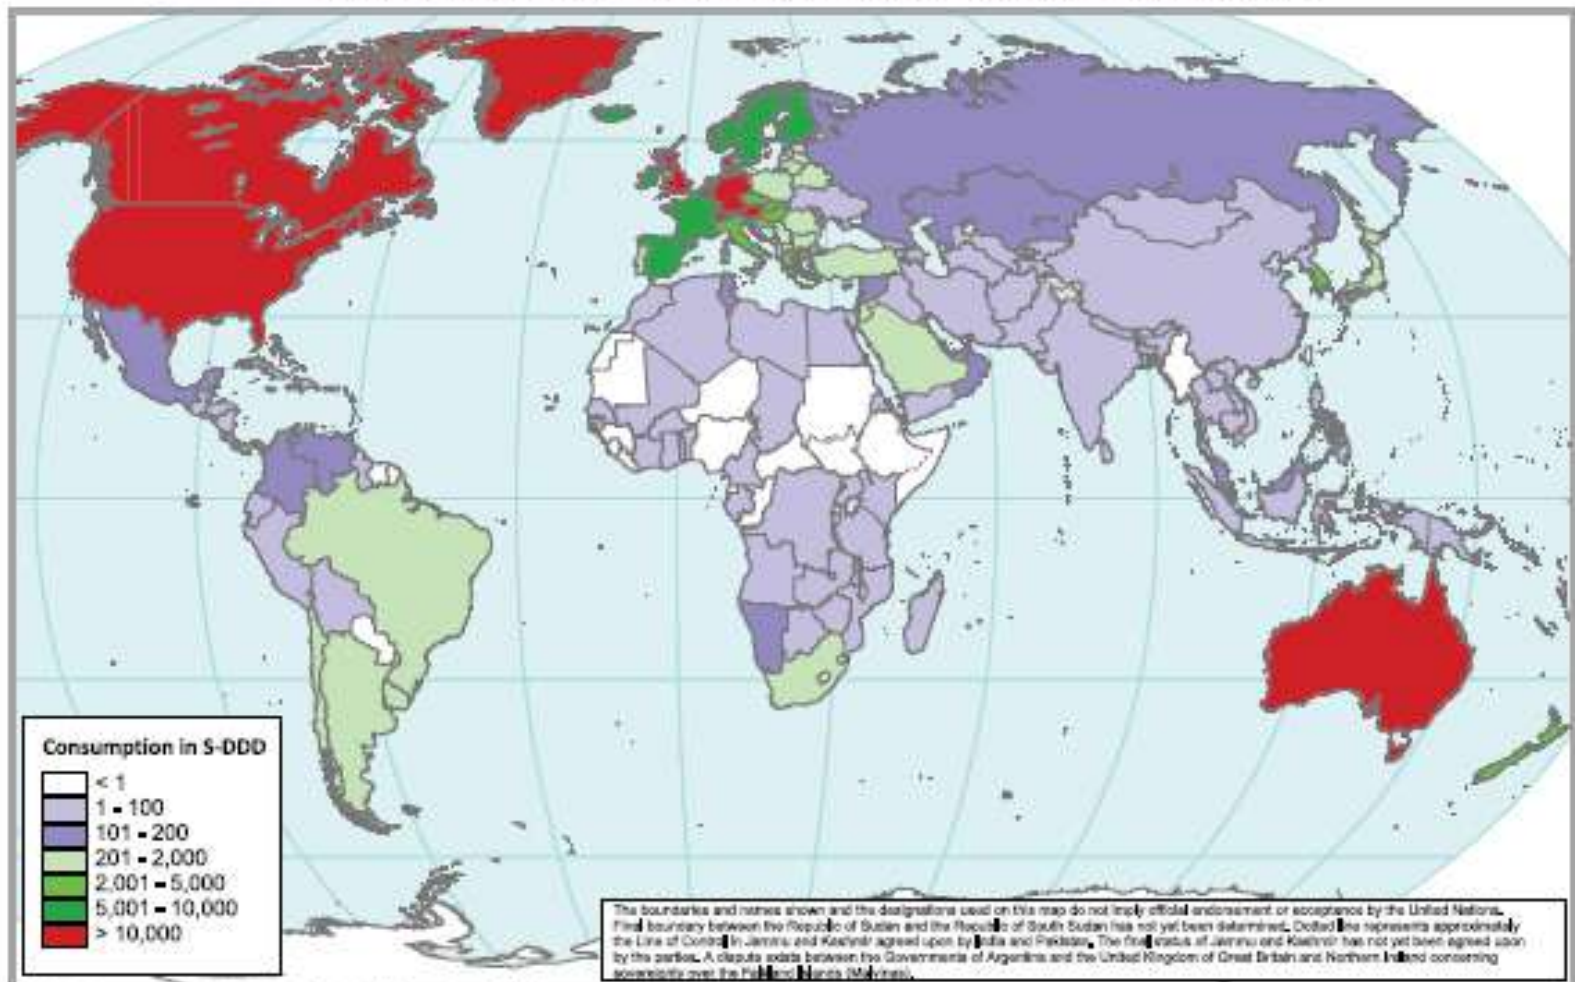 Consumption in S-DDD
< 1
1 - 100
101 - 200
201 - 2,000
2,001 - 5,000
5,001 - 10,000
> 10,000
The boundaries and names shown and the designations used on this map do not imply official endorsement or acceptance by the United Nations.
Final boundary between the Republic of Sudan and the Republic of South Sudan has not yet been determined. Dotted line represents approximately
the Line of Control in Jammu and Kashmir agreed upon by India and Pakistan. The final status of Jammu and Kashmir has not yet been agreed upon
by the parties. A dispute exists between the Governments of Argentina and the United Kingdom of Great Britain and Northern Ireland concerning
sovereignty over the Falkland Islands (Malvinas).